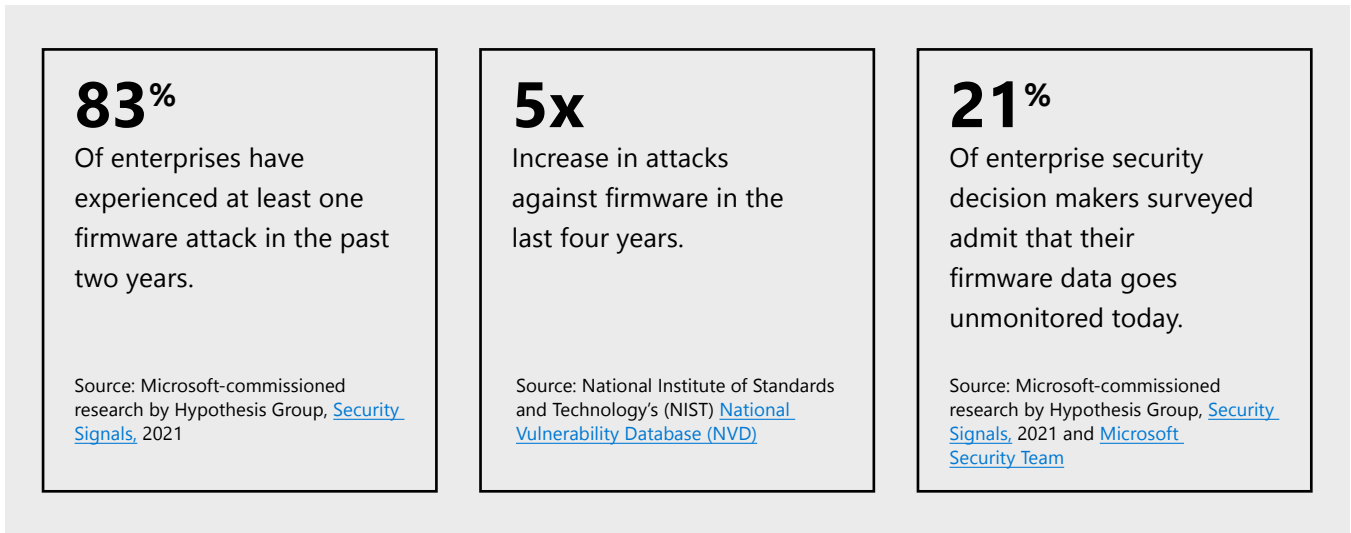 83%
Of enterprises have
experienced at least one
firmware attack in the past
two years.
Source: Microsoft-commissioned
research by Hypothesis Group, Security
Signals, 2021
5x
Increase in attacks
against firmware in the
last four years.
Source: National Institute of Standards
and Technology’s (NIST) National
Vulnerability Database (NVD)
21%
Of enterprise security
decision makers surveyed
admit that their
firmware data goes
unmonitored today.
Source: Microsoft-commissioned
research by Hypothesis Group, Security
Signals, 2021 and Microsoft
Security Team